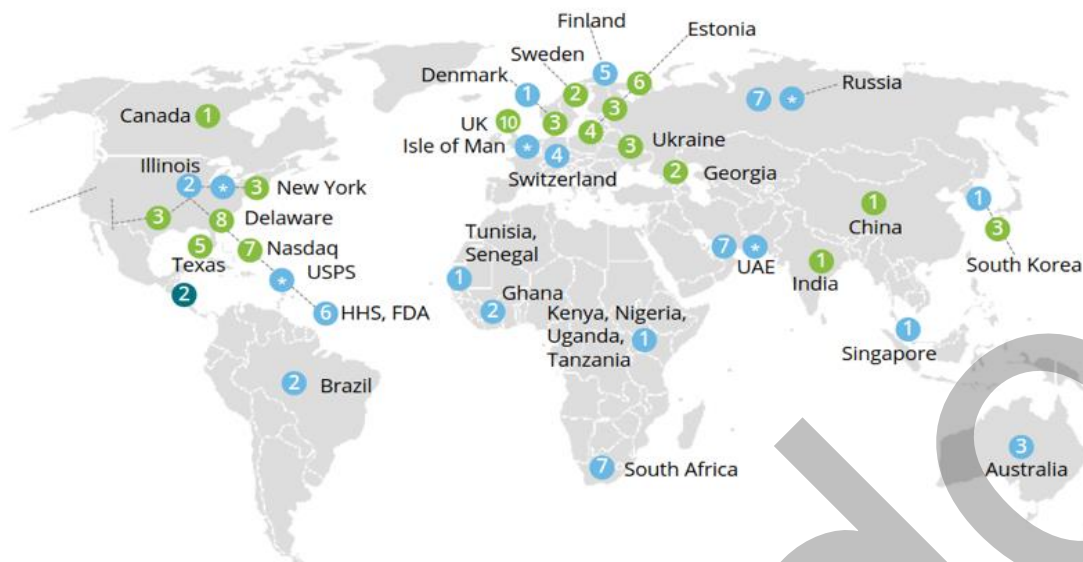 Finland
5
Estonia
Sweden
2
6
Denmark
1
3
Russia
7 *
Canada 1
UK 10
3
4
3
Ukraine
Isle of Man *
4
Switzerland
2
Georgia
Illinois
2 * 3 New York
3
8 Delaware
5
Texas
7 Nasdaq
* USPS
2
6 HHS, FDA
2 Brazil
Tunisia,
Senegal
1
Ghana
2
Kenya, Nigeria,
Uganda,
Tanzania
1
7 South Africa
7 *
UAE
1
India
1
China
1
3
South Korea
1
Singapore
3
Australia